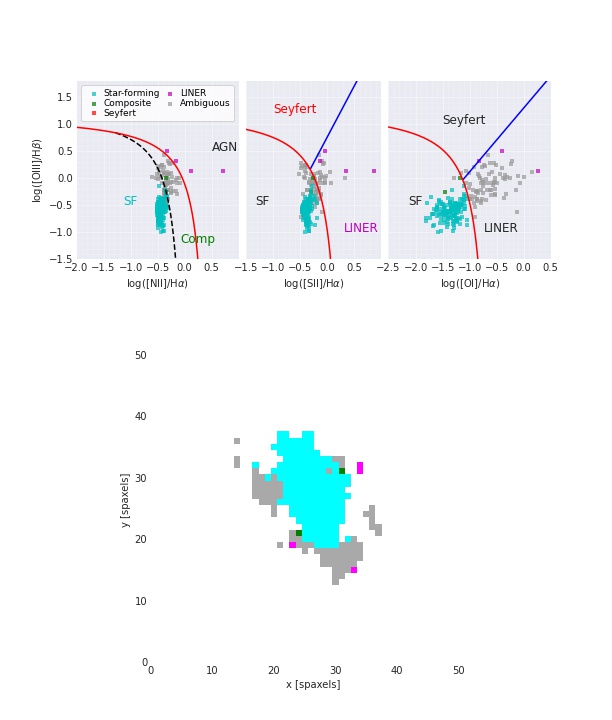 Star-forming
Composite
Seyfert
LINER
Ambiguous
1.5
1.0
0.5
0.0
−0.5
−1.0
−1.5
log([OIII]/Hβ)
AGN
SF
Comp
−2.0 −1.5 −1.0 −0.5 0.0 0.5
log([NII]/Hα)
Seyfert
SF
LINER
−1.0 −0.5 0.0 0.5
log([SII]/Hα)
Seyfert
SF
LINER
−2.5 −2.0 −1.5 −1.0 −0.5 0.0 0.5
log([OI]/Hα)
50
40
30
20
10
0
y [spaxels]
0 10 20 30 40 50
x [spaxels]